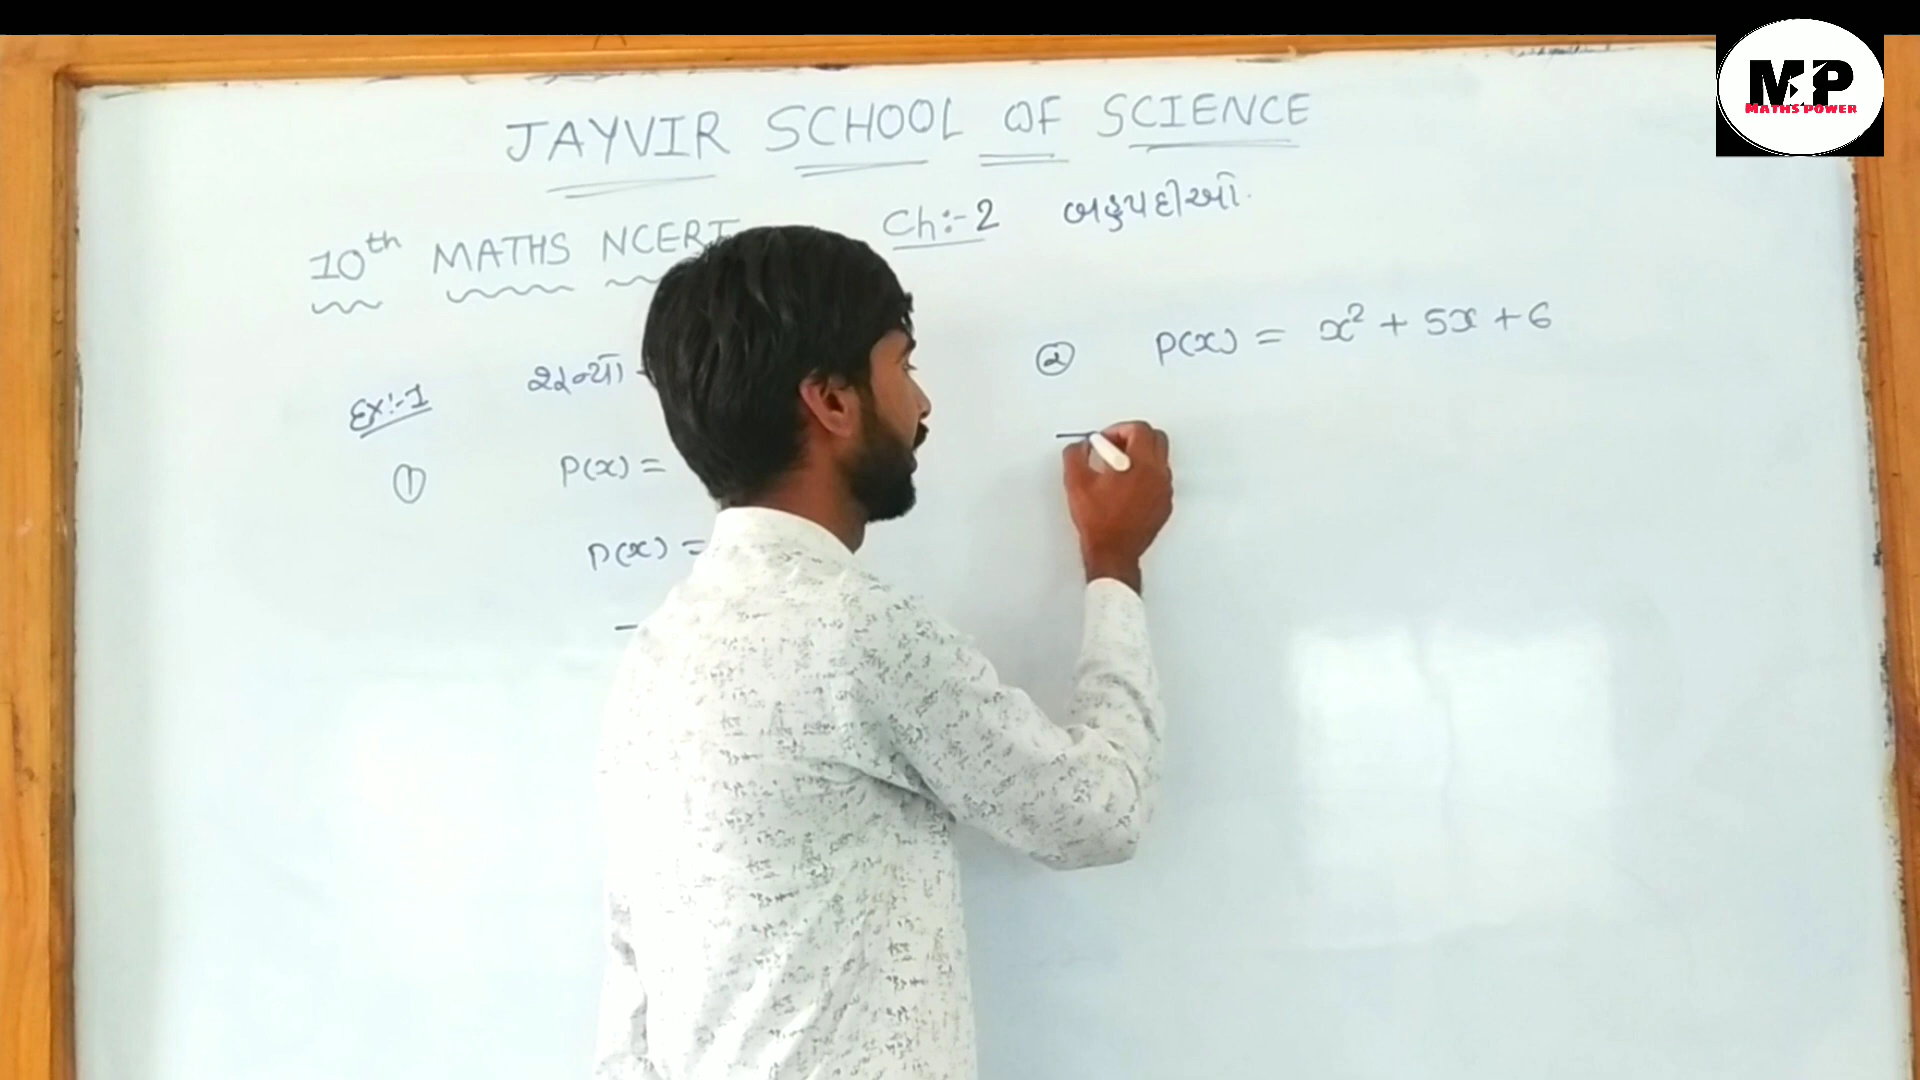 JAYVIR SCHOOL OF SCIENCE
10th MATHS NCERT Ch:-2 બહુપદીઓ.
Ex:-1 શૂન્યો
① P(x) =
P(x) =
② P(x) = x² + 5x + 6
MP
MATHS POWER